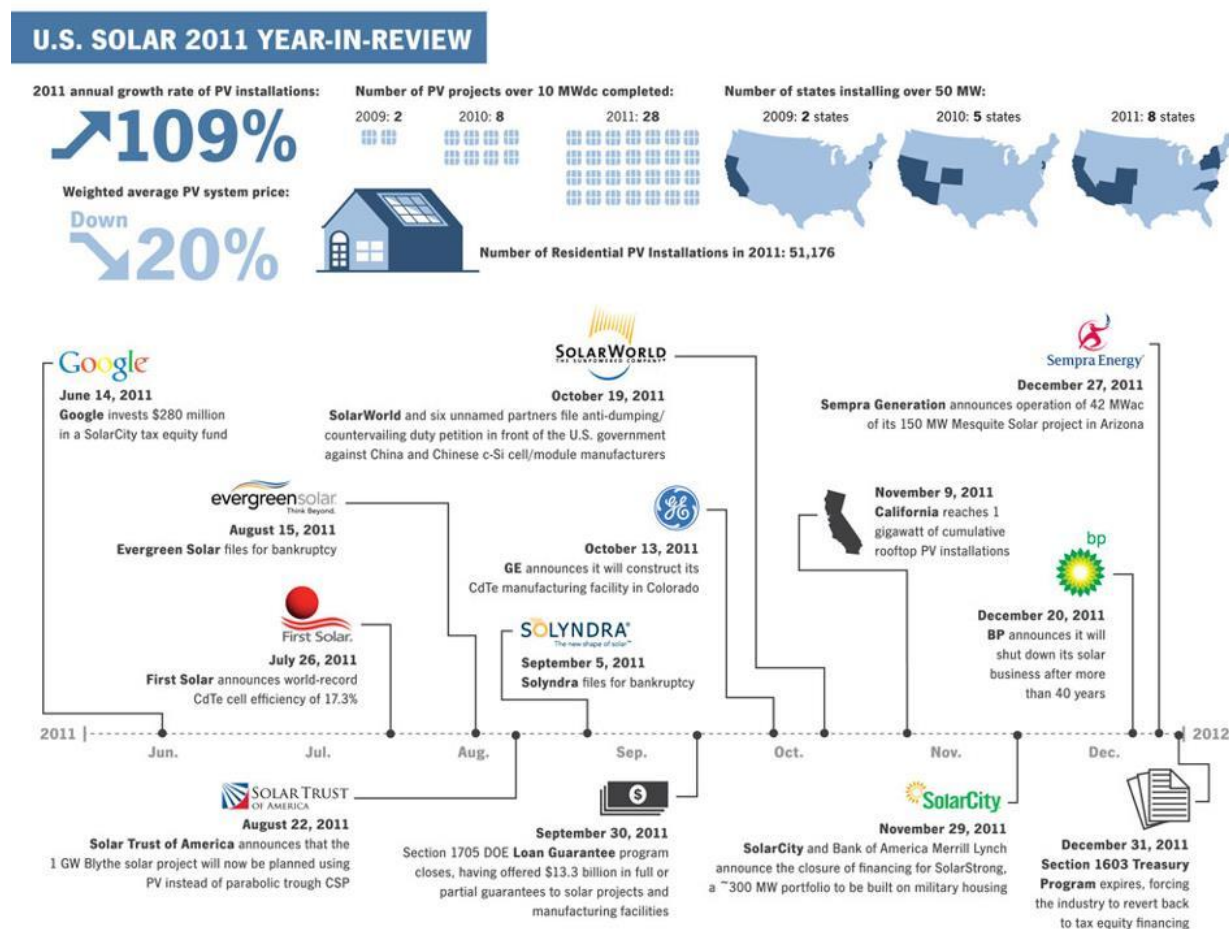 U.S. SOLAR 2011 YEAR-IN-REVIEW
2011 annual growth rate of PV installations:
109%
Weighted average PV system price:
Down
20%
Number of PV projects over 10 MWdc completed:
2009: 2
2010: 8
2011: 28
Number of states installing over 50 MW:
2009: 2 states
2010: 5 states
2011: 8 states
Number of Residential PV Installations in 2011: 51,176
Google
June 14, 2011
Google invests $280 million
in a SolarCity tax equity fund
SOLARWORLD
THE SUNPOWERED COMPANY®
October 19, 2011
SolarWorld and six unnamed partners file anti-dumping/
countervailing duty petition in front of the U.S. government
against China and Chinese c-Si cell/module manufacturers
Sempra Energy®
December 27, 2011
Sempra Generation announces operation of 42 MWac
of its 150 MW Mesquite Solar project in Arizona
evergreensolar
Think Beyond.
August 15, 2011
Evergreen Solar files for bankruptcy
GE
October 13, 2011
GE announces it will construct its
CdTe manufacturing facility in Colorado
November 9, 2011
California reaches 1
gigawatt of cumulative
rooftop PV installations
bp
December 20, 2011
BP announces it will
shut down its solar
business after more
than 40 years
First Solar.
July 26, 2011
First Solar announces world-record
CdTe cell efficiency of 17.3%
SOLYNDRA®
The new shape of solar™
September 5, 2011
Solyndra files for bankruptcy
2011
Jun.
Jul.
Aug.
Sep.
Oct.
Nov.
Dec.
2012
SOLAR TRUST
OF AMERICA
August 22, 2011
Solar Trust of America announces that the
1 GW Blythe solar project will now be planned using
PV instead of parabolic trough CSP
$
September 30, 2011
Section 1705 DOE Loan Guarantee program
closes, having offered $13.3 billion in full or
partial guarantees to solar projects and
manufacturing facilities
SolarCity
November 29, 2011
SolarCity and Bank of America Merrill Lynch
announce the closure of financing for SolarStrong,
a ~300 MW portfolio to be built on military housing
December 31, 2011
Section 1603 Treasury
Program expires, forcing
the industry to revert back
to tax equity financing